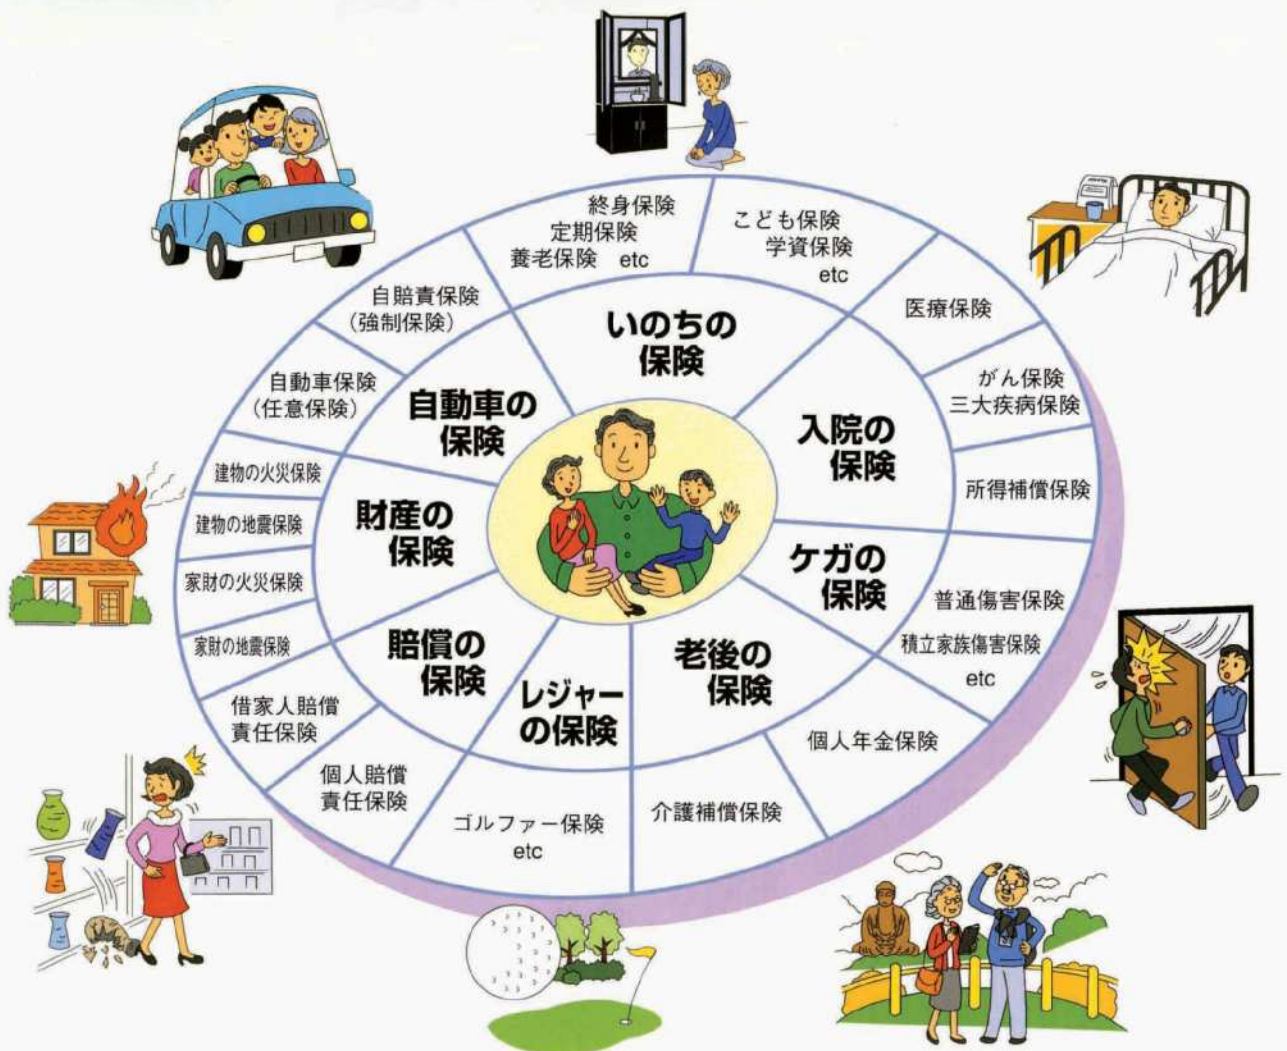 終身保険
定期保険
養老保険 etc
こども保険
学資保険
etc
医療保険
がん保険
三大疾病保険
所得補償保険
普通傷害保険
積立家族傷害保険
etc
個人年金保険
介護補償保険
ゴルファー保険
etc
個人賠償
責任保険
借家人賠償
責任保険
家財の地震保険
家財の火災保険
建物の地震保険
建物の火災保険
自動車保険
(任意保険)
自賠責保険
(強制保険)
いのちの
保険
入院の
保険
ケガの
保険
老後の
保険
レジャー
の保険
賠償の
保険
財産の
保険
自動車の
保険